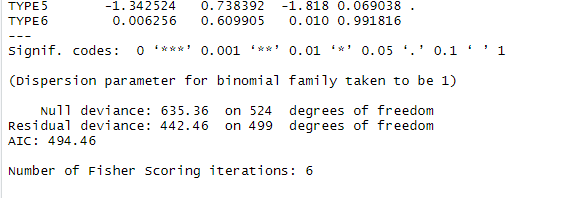 TYPE5 -1.342524 0.738392 -1.818 0.069038 .
TYPE6 0.006256 0.609905 0.010 0.991816
---
Signif. codes: 0 ‘***’ 0.001 ‘**’ 0.01 ‘*’ 0.05 ‘.’ 0.1 ‘ ’ 1
(Dispersion parameter for binomial family taken to be 1)
Null deviance: 635.36 on 524 degrees of freedom
Residual deviance: 442.46 on 499 degrees of freedom
AIC: 494.46
Number of Fisher Scoring iterations: 6